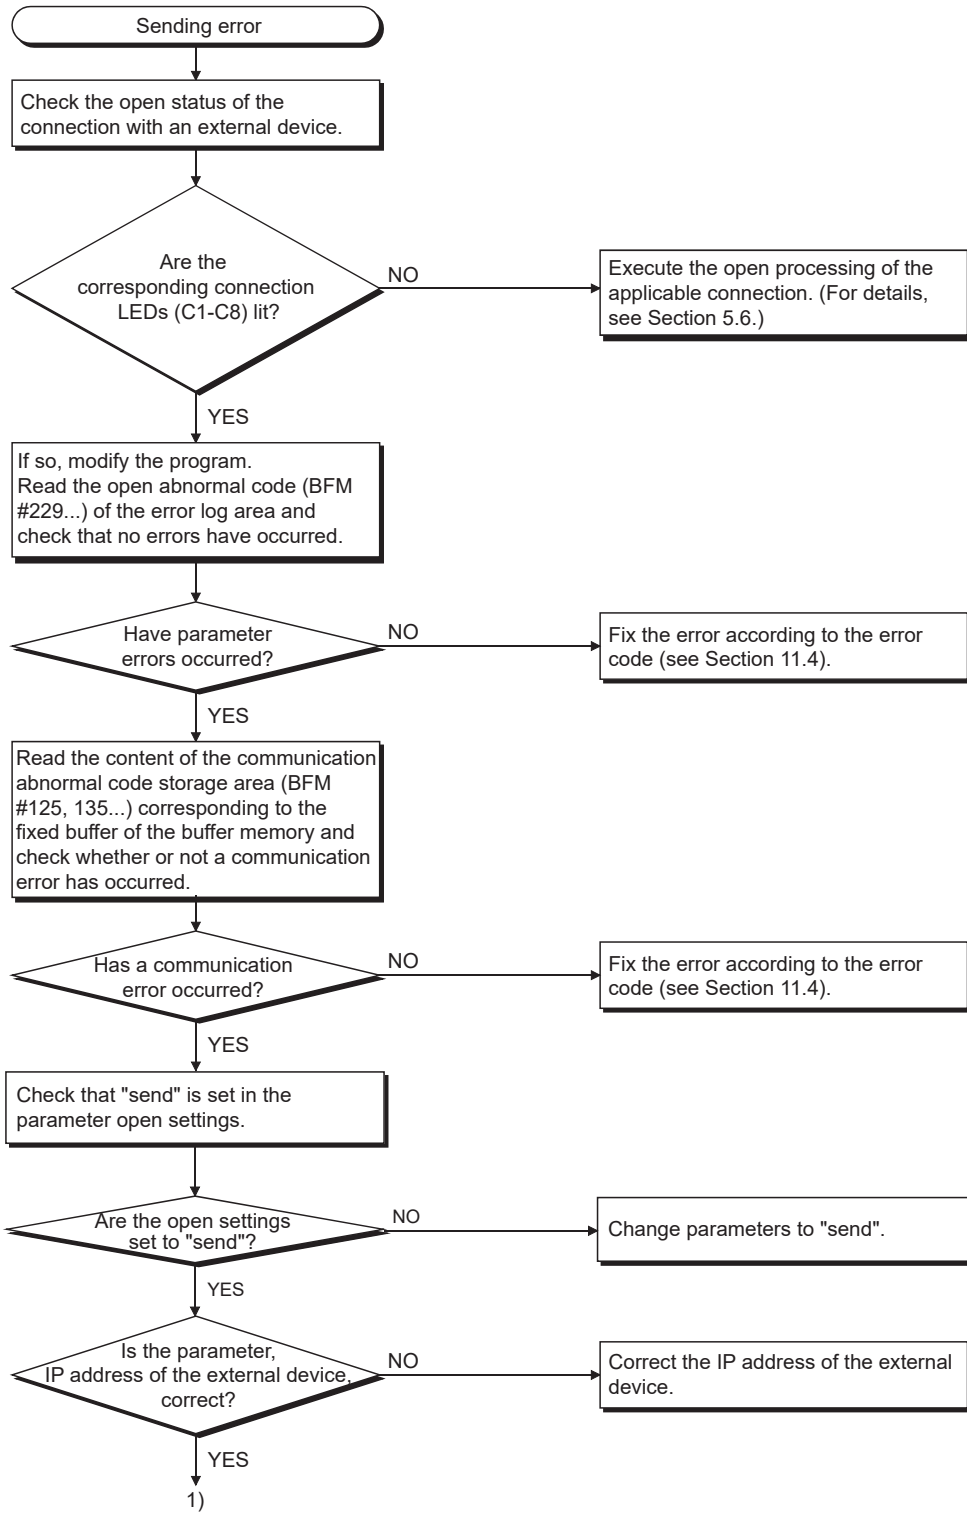 Sending error
Check the open status of the
connection with an external device.
Are the
corresponding connection
LEDs (C1-C8) lit?
NO
Execute the open processing of the
applicable connection. (For details,
see Section 5.6.)
YES
If so, modify the program.
Read the open abnormal code (BFM
#229...) of the error log area and
check that no errors have occurred.
Have parameter
errors occurred?
NO
Fix the error according to the error
code (see Section 11.4).
YES
Read the content of the communication
abnormal code storage area (BFM
#125, 135...) corresponding to the
fixed buffer of the buffer memory and
check whether or not a communication
error has occurred.
Has a communication
error occurred?
NO
Fix the error according to the error
code (see Section 11.4).
YES
Check that "send" is set in the
parameter open settings.
Are the open settings
set to "send"?
NO
Change parameters to "send".
YES
Is the parameter,
IP address of the external device,
correct?
NO
Correct the IP address of the external
device.
YES
1)